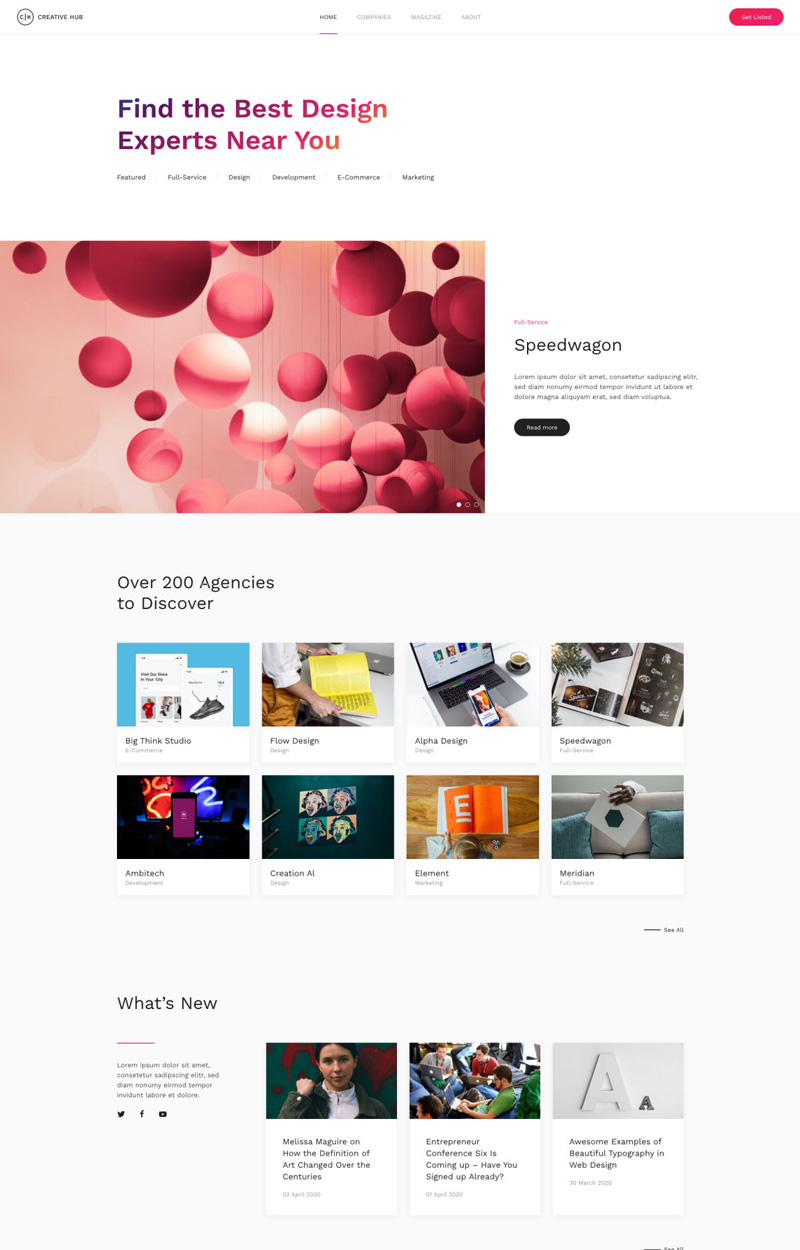 C|H CREATIVE HUB
HOME COMPANIES MAGAZINE ABOUT
Get Listed
Find the Best Design
Experts Near You
Featured Full-Service Design Development E-Commerce Marketing
Full-Service
Speedwagon
Lorem ipsum dolor sit amet, consetetur sadipscing elitr,
sed diam nonumy eirmod tempor invidunt ut labore et
dolore magna aliquyam erat, sed diam voluptua.
Read more
Over 200 Agencies
to Discover
Visit Our Store
In Your City
Space
E
Big Think Studio
E-Commerce
Flow Design
Design
Alpha Design
Design
Speedwagon
Full-Service
Ambitech
Development
Creation Al
Design
Element
Marketing
Meridian
Full-Service
See All
What's New
Lorem ipsum dolor sit amet,
consetetur sadipscing elitr, sed
diam nonumy eirmod tempor
invidunt labore et dolore.
A A
Melissa Maguire on
How the Definition of
Art Changed Over the
Centuries
02 April 2020
Entrepreneur
Conference Six Is
Coming up – Have You
Signed up Already?
01 April 2020
Awesome Examples of
Beautiful Typography in
Web Design
30 March 2020
See All